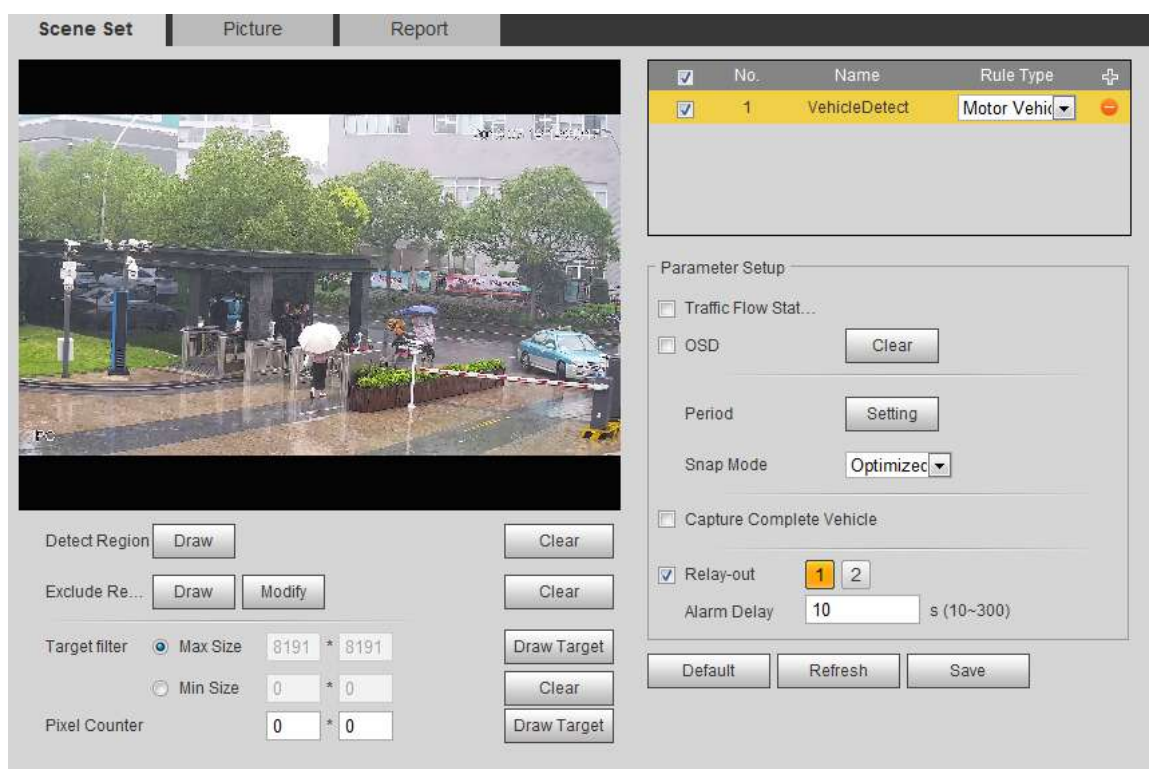 Scene Set Picture Report
No. Name Rule Type
1 VehicleDetect Motor Vehic
Parameter Setup
Traffic Flow Stat...
OSD Clear
Period Setting
Snap Mode Optimized
Capture Complete Vehicle
Relay-out 1 2
Alarm Delay 10 s (10~300)
Default Refresh Save
Detect Region Draw Clear
Exclude Re... Draw Modify Clear
Target filter Max Size 8191 * 8191 Draw Target
Min Size 0 * 0 Clear
Pixel Counter 0 * 0 Draw Target